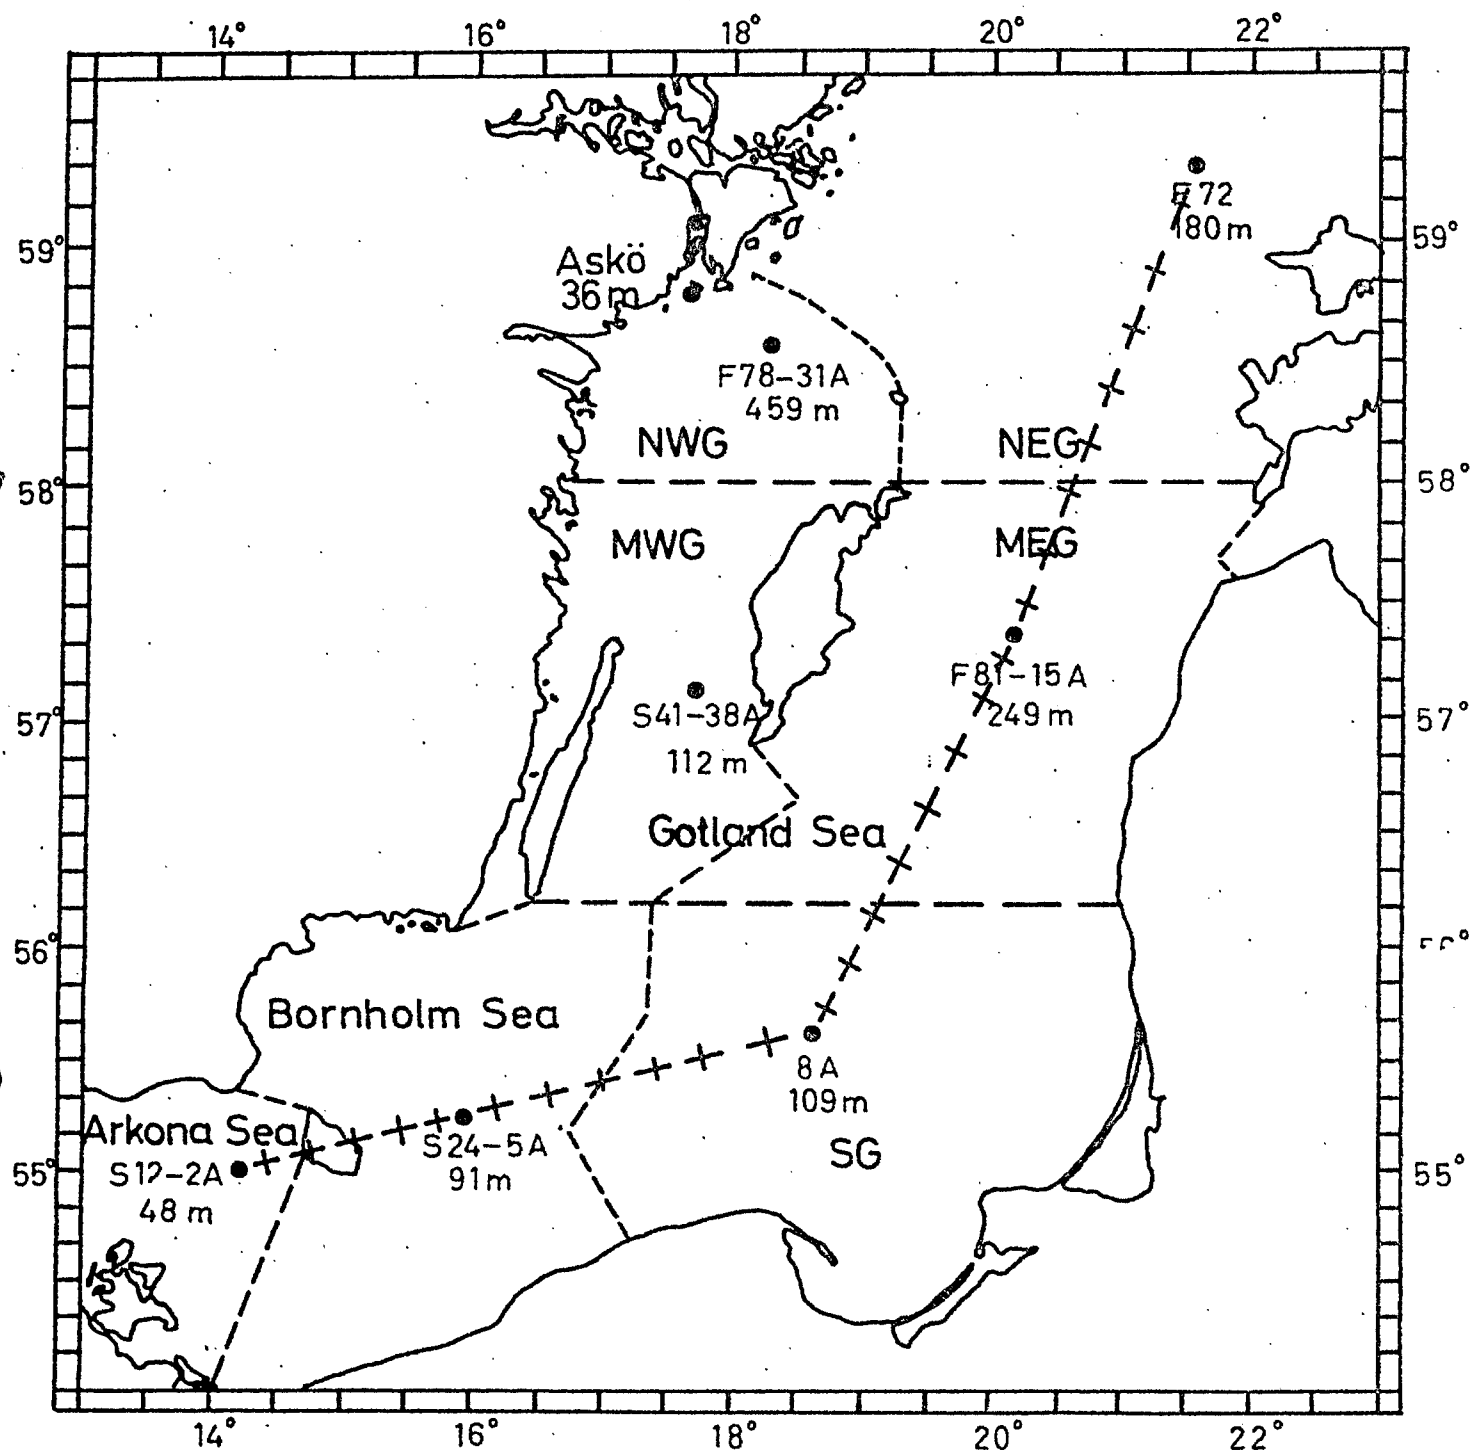 14° 16° 18° 20° 22°
F 72
180 m
59° 59°
Askö
36 m
F78-31A
459 m
NWG NEG
58° 58°
MWG MEG
F81-15A
249 m
57° 57°
S41-38A
112 m
Gotland Sea
56°
Bornholm Sea
8A
109 m
Arkona Sea
S24-5A
91 m
SG
55° 55°
S12-2A
48 m
14° 16° 18° 20° 22°